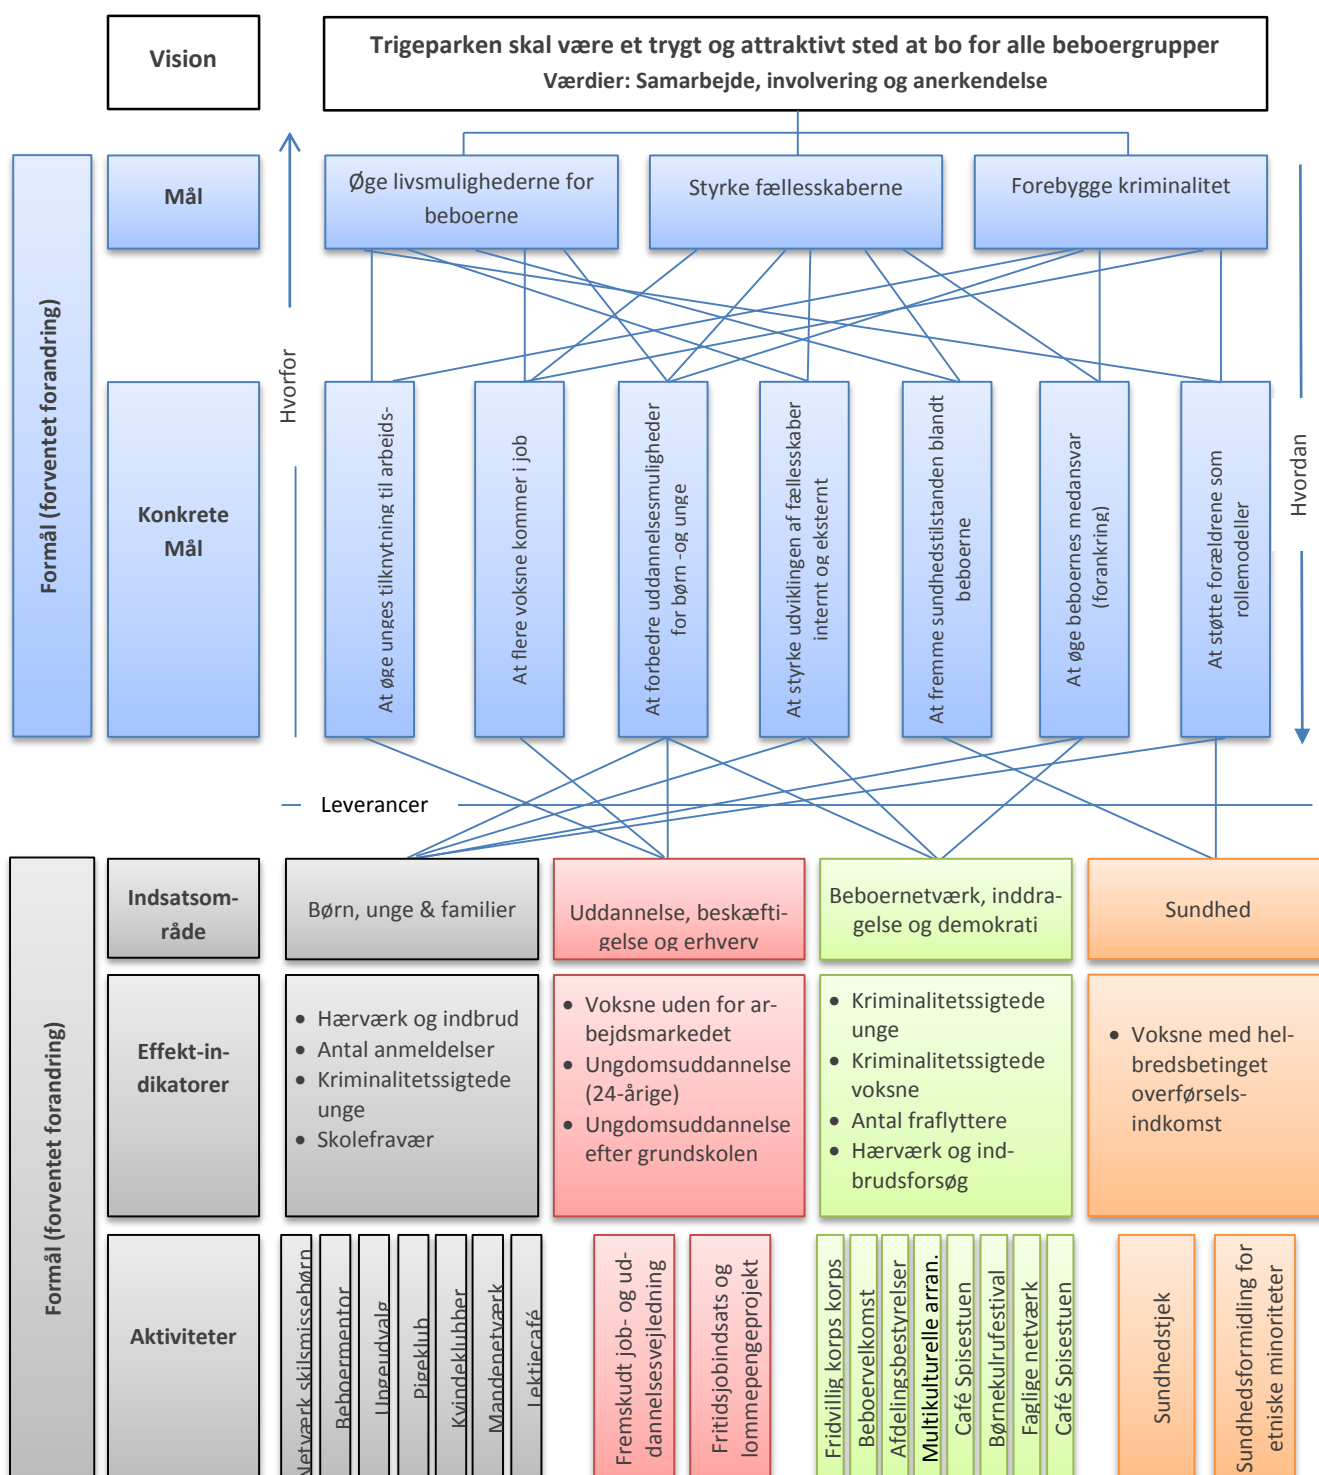 Vision
Trigeparken skal være et trygt og attraktivt sted at bo for alle beboergrupper
Værdier: Samarbejde, involvering og anerkendelse
Formål (forventet forandring)
Mål
Hvorfor
Øge livsmulighederne for
beboerne
Styrke fællesskaberne
Forebygge kriminalitet
Hvordan
Konkrete
Mål
At øge unges tilknytning til arbejds-
At flere voksne kommer i job
At forbedre uddannelsesmuligheder
for børn -og unge
At styrke udviklingen af fællesskaber
internt og eksternt
At fremme sundhedstilstanden blandt
beboerne
At øge beboernes medansvar
(forankring)
At støtte forældrene som
rollemodeller
Leverancer
Formål (forventet forandring)
Indsatsom-
råde
Børn, unge & familier
Uddannelse, beskæfti-
gelse og erhverv
Beboernetværk, inddra-
gelse og demokrati
Sundhed
Effekt-in-
dikatorer
• Hærværk og indbrud
• Antal anmeldelser
• Kriminalitetssigtede
unge
• Skolefravær
• Voksne uden for ar-
bejdsmarkedet
• Ungdomsuddannelse
(24-årige)
• Ungdomsuddannelse
efter grundskolen
• Kriminalitetssigtede
unge
• Kriminalitetssigtede
voksne
• Antal fraflyttere
• Hærværk og ind-
brudsforsøg
• Voksne med hel-
bredsbetinget
overførsels-
indkomst
Aktiviteter
Netværk skilsmissebørn
Beboermentor
Ungeudvalg
Pigeklub
Kvindeklubber
Mandenetværk
Lektiecafé
Fremskudt job- og ud-
dannelsesvejledning
Fritidsjobindsats og
lommepengeprojekt
Fridvillig korps korps
Beboervelkomst
Afdelingsbestyrelser
Multikulturelle arran.
Café Spisestuen
Børnekulrufestival
Faglige netværk
Café Spisestuen
Sundhedstjek
Sundhedsformidling for
etniske minoriteter